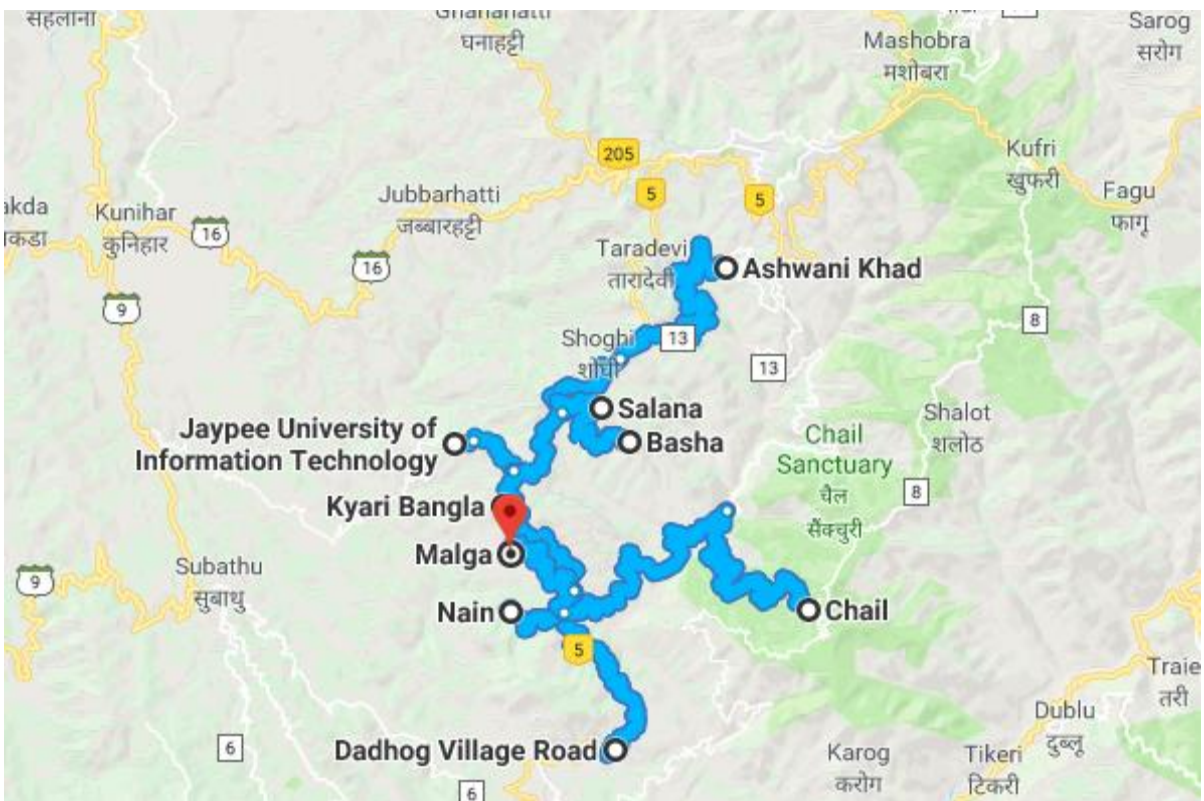 सहलाना
घनाहट्टी
Mashobra
मशोबरा
Sarog
सरोग
205
Kufri
खुफरी
5
5
Fagu
फागू
Jubbarhatti
जब्बारहट्टी
Kunihar
कुनिहार
16
16
Taradevi
तारादेवी
Ashwani Khad
9
8
Shoghi
शोघी
13
13
Salana
Shalot
शलोठ
Jaypee University of
Information Technology
Basha
Chail
Sanctuary
चैल
सैंक्चुरी
8
Kyari Bangla
Malga
9
Subathu
सुबाथु
Nain
Chail
5
Traie
तरी
Dublu
दुब्लू
6
Dadhog Village Road
Karog
करोग
Tikeri
टिकरी
6